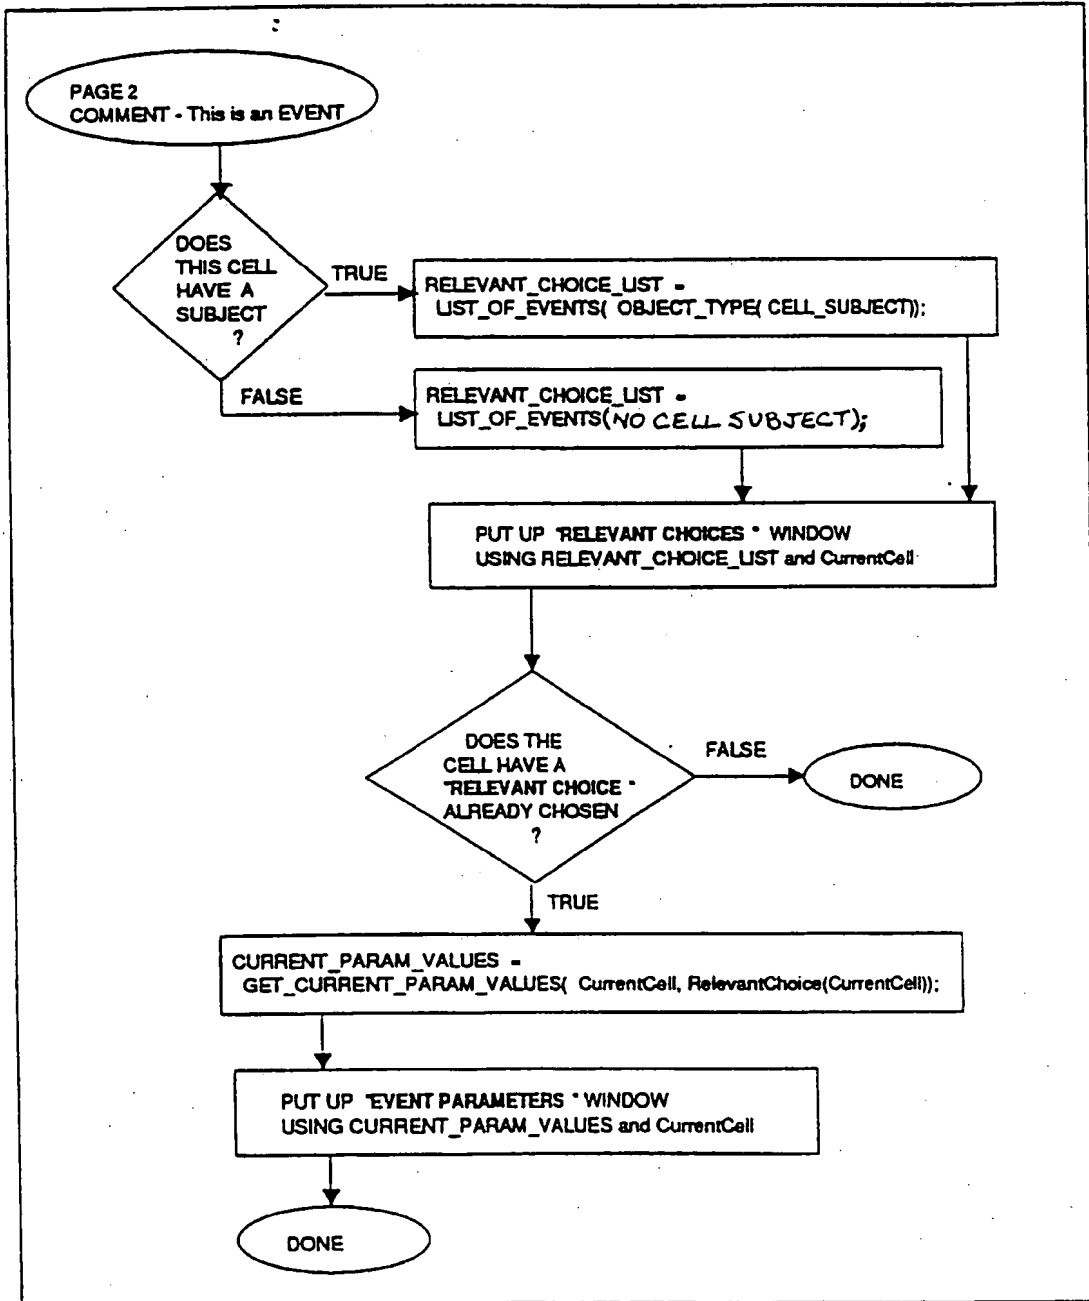 PAGE 2
COMMENT - This is an EVENT
DOES
THIS CELL
HAVE A
SUBJECT
?
TRUE
RELEVANT_CHOICE_LIST =
LIST_OF_EVENTS( OBJECT_TYPE( CELL_SUBJECT));
FALSE
RELEVANT_CHOICE_LIST =
LIST_OF_EVENTS(NO CELL SUBJECT);
PUT UP "RELEVANT CHOICES " WINDOW
USING RELEVANT_CHOICE_LIST and CurrentCell
DOES THE
CELL HAVE A
"RELEVANT CHOICE "
ALREADY CHOSEN
?
FALSE
DONE
TRUE
CURRENT_PARAM_VALUES =
GET_CURRENT_PARAM_VALUES( CurrentCell, RelevantChoice(CurrentCell));
PUT UP "EVENT PARAMETERS " WINDOW
USING CURRENT_PARAM_VALUES and CurrentCell
DONE